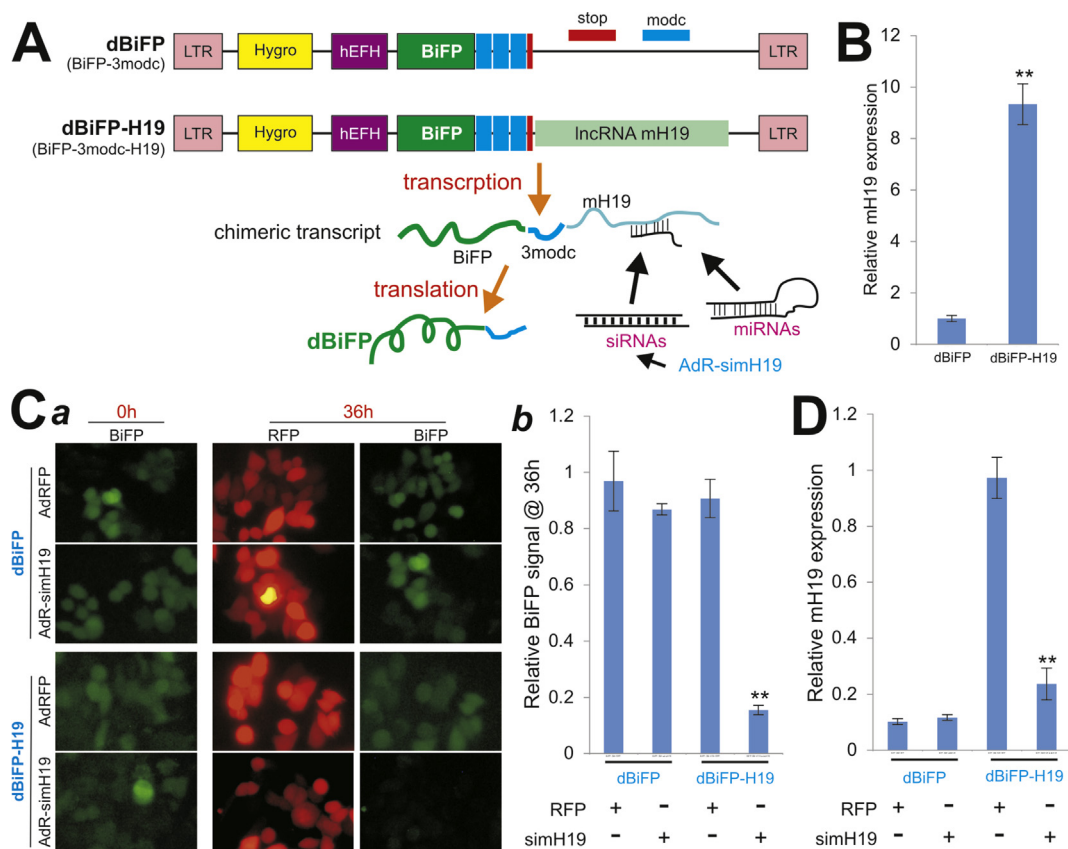 A
dBiFP
(BiFP-3modc)
LTR
Hygro
hEFH
BiFP
stop
modc
LTR
dBiFP-H19
(BiFP-3modc-H19)
LTR
Hygro
hEFH
BiFP
lncRNA mH19
LTR
transcrption
mH19
chimeric transcript
BiFP
3modc
translation
dBiFP
siRNAs
miRNAs
AdR-simH19
B
Relative mH19 exporession
12
10
8
6
4
2
0
**
dBiFP
dBiFP-H19
C
a
0h
36h
BiFP
RFP
BiFP
dBiFP
AdRFP
AdR-simH19
dBiFP-H19
AdRFP
AdR-simH19
b
Relative BiFP signal @ 36h
1.2
1
0.8
0.6
0.4
0.2
0
**
dBiFP
dBiFP-H19
RFP + - + -
simH19 - + - +
D
Relative mH19 expression
1.2
1
0.8
0.6
0.4
0.2
0
**
dBiFP
dBiFP-H19
RFP + - + -
simH19 - + - +